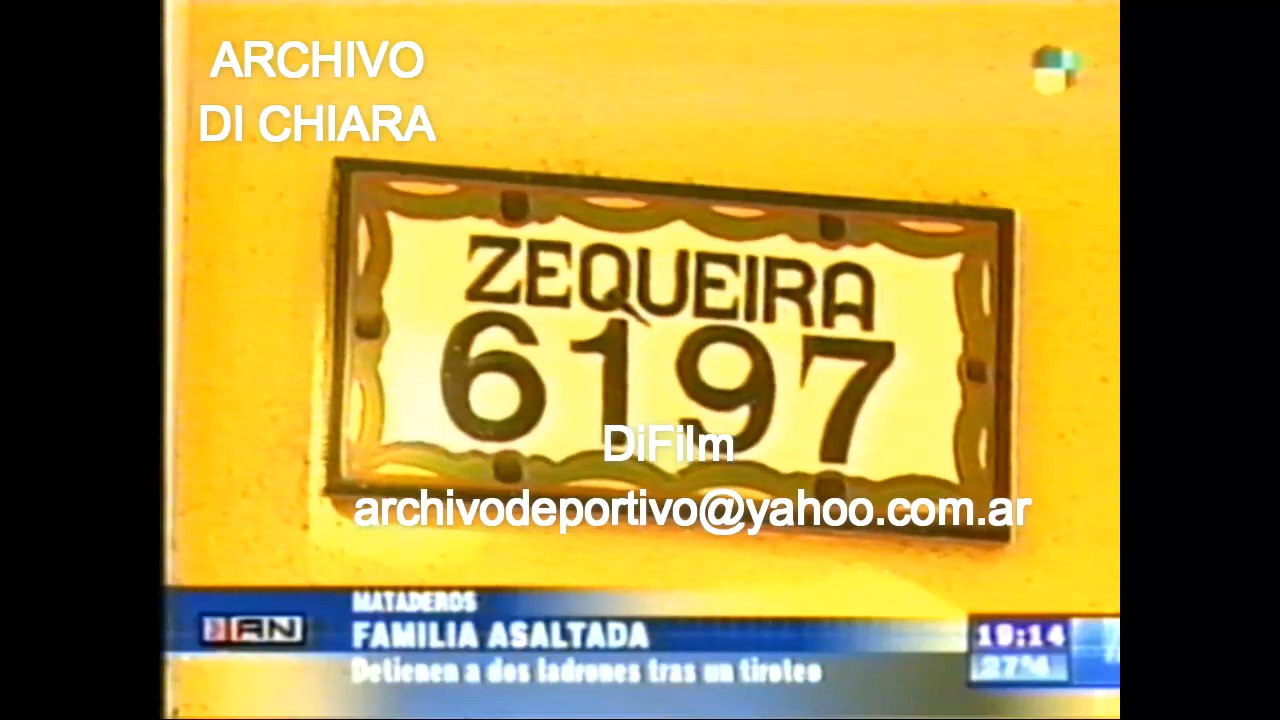 ARCHIVO
DI CHIARA
ZEQUEIRA
6197
DiFilm
archivodeportivo@yahoo.com.ar
MATADEROS
FAMILIA ASALTADA
Detienen a dos ladrones tras un tiroteo
AN
19:14